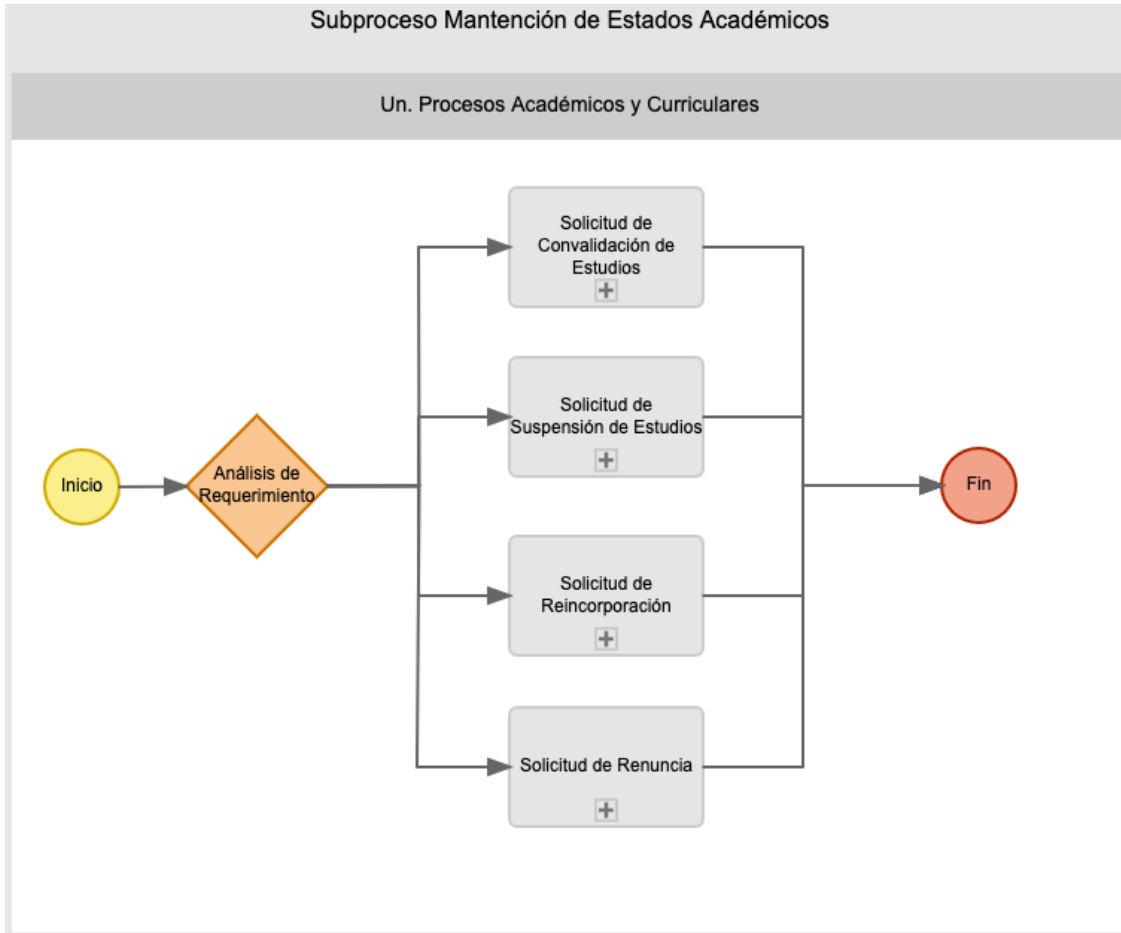 Subproceso Mantención de Estados Académicos
Un. Procesos Académicos y Curriculares
Solicitud de
Convalidación de
Estudios
Solicitud de
Suspensión de Estudios
Inicio
Análisis de
Requerimiento
Fin
Solicitud de
Reincorporación
Solicitud de Renuncia